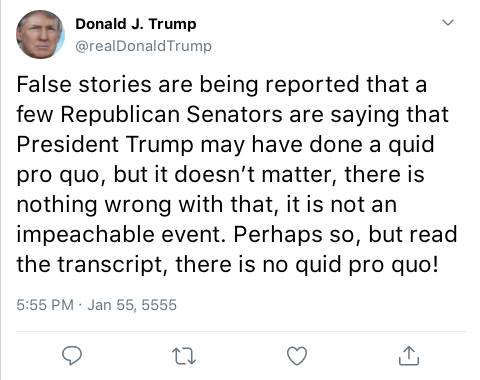 Donald J. Trump
@realDonaldTrump
False stories are being reported that a
few Republican Senators are saying that
President Trump may have done a quid
pro quo, but it doesn’t matter, there is
nothing wrong with that, it is not an
impeachable event. Perhaps so, but read
the transcript, there is no quid pro quo!
5:55 PM · Jan 55, 5555